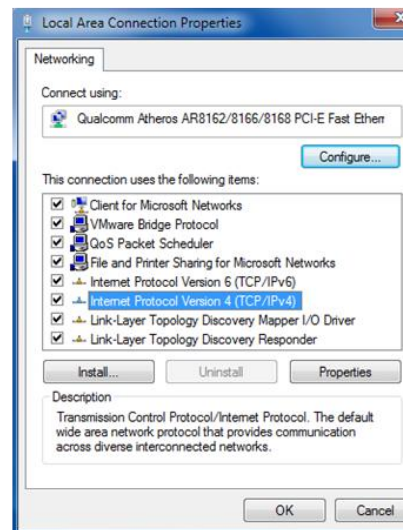 Local Area Connection Properties
Networking
Connect using:
Qualcomm Atheros AR8162/8166/8168 PCI-E Fast Ethern
Configure...
This connection uses the following items:
Client for Microsoft Networks
VMware Bridge Protocol
QoS Packet Scheduler
File and Printer Sharing for Microsoft Networks
Internet Protocol Version 6 (TCP/IPv6)
Internet Protocol Version 4 (TCP/IPv4)
Link-Layer Topology Discovery Mapper I/O Driver
Link-Layer Topology Discovery Responder
Install...
Uninstall
Properties
Description
Transmission Control Protocol/Internet Protocol. The default
wide area network protocol that provides communication
across diverse interconnected networks.
OK
Cancel